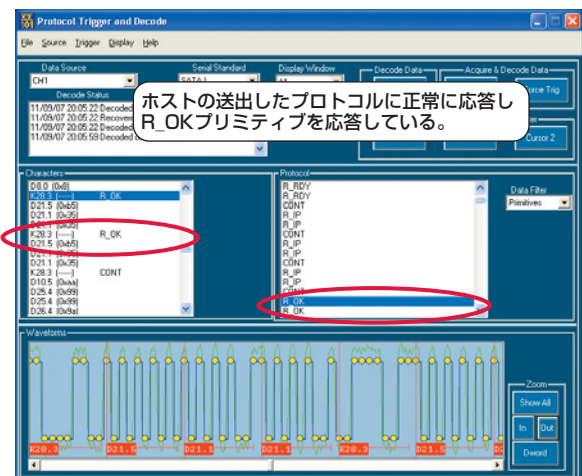 Protocol Trigger and Decode
File Source Trigger Display Help
Data Source
CH1
Serial Standard
SATA I
Display Window
Decode Data
Acquire & Decode Data
Force Trig
Cursor 2
Decode Status
11/09/07 20:05:22 Decoded
11/09/07 20:05:22 Recovere
11/09/07 20:05:22 Decoded
11/09/07 20:05:59 Decoded
ホストの送出したプロトコルに正常に応答し
R_OKプリミティブを応答している。
Characters
D0.0 (0x0)
K28.3 (----) R_OK
D21.5 (0xb5)
D21.1 (0x35)
D21.1 (0x35)
K28.3 (----) R_OK
D21.5 (0xb5)
D21.1 (0x35)
D21.1 (0x35)
K28.3 (----) CONT
D10.5 (0xaa)
D25.4 (0x99)
D25.4 (0x99)
D26.4 (0x9a)
Protocol
R_RDY
R_RDY
CONT
R_IP
R_IP
CONT
R_IP
R_IP
CONT
R_IP
R_IP
CONT
R_OK
R_OK
Data Filter
Primitives
Waveforms
K28.3 D21.5 D21.1 D21.1 K28.3 D21.5
Zoom
Show All
In Out
Dword